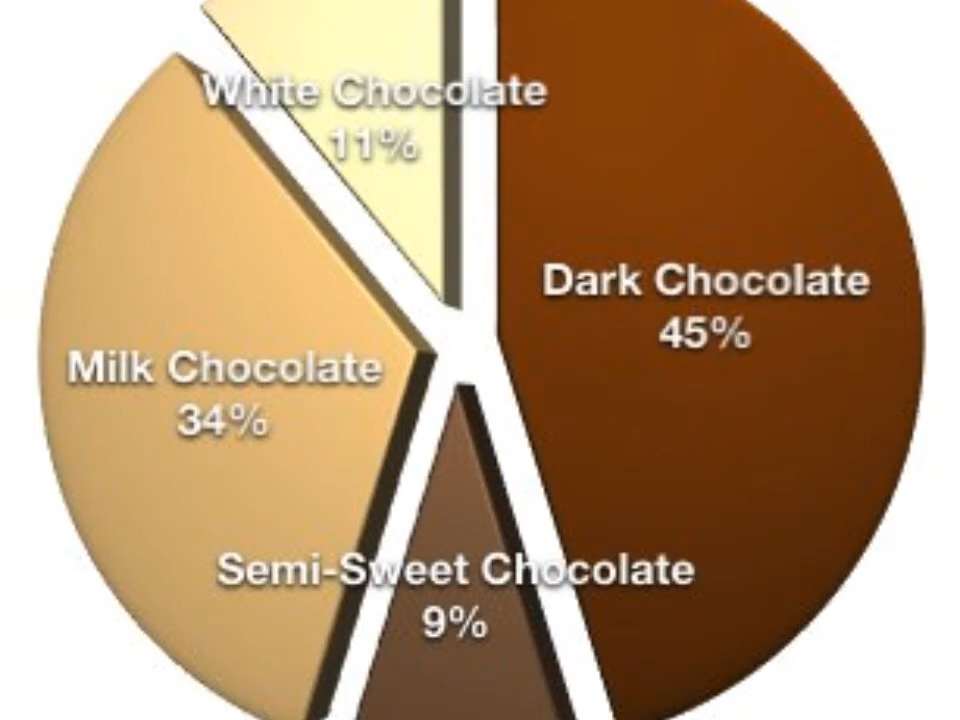 White Chocolate
11%
Dark Chocolate
45%
Milk Chocolate
34%
Semi-Sweet Chocolate
9%